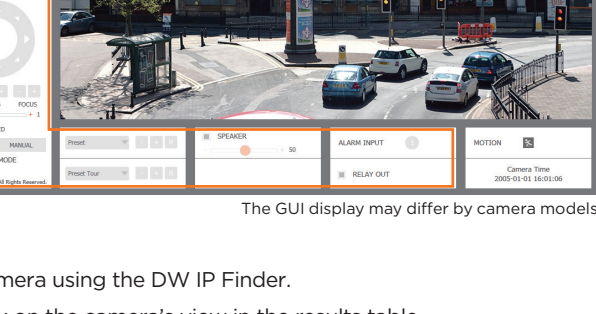 FOCUS
+ 1
MANUAL
MODE
All Rights Reserved.
Preset
Preset Tour
SPEAKER
50
ALARM INPUT
RELAY OUT
MOTION
Camera Time
2005-01-01 16:01:06
The GUI display may differ by camera models
using the DW IP Finder.
on the camera's view in the results table